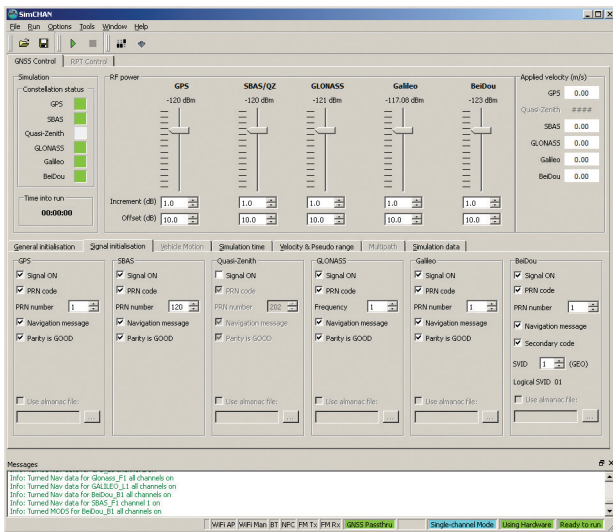 SimCHAN
File Run Options Tools Window Help
GNSS Control RPT Control
Simulation
Constellation status
GPS
SBAS
Quasi-Zenith
GLONASS
Galileo
BeiDou
Time into run
00:00:00
RF power
GPS SBAS/QZ GLONASS Galileo BeiDou
-120 dBm -120 dBm -121 dBm -117.08 dBm -123 dBm
Increment (dB) 1.0 1.0 1.0 1.0 1.0
Offset (dB) 10.0 10.0 10.0 10.0 10.0
Applied velocity (m/s)
GPS 0.00
Quasi-Zenith ####
SBAS 0.00
GLONASS 0.00
Galileo 0.00
BeiDou 0.00
General initialisation Signal initialisation Vehicle Motion Simulation time Velocity & Pseudo range Multipath Simulation data
GPS
Signal ON
PRN code
PRN number 1
Navigation message
Parity is GOOD
Use almanac file:
...
SBAS
Signal ON
PRN code
PRN number 120
Navigation message
Parity is GOOD
Quasi-Zenith
Signal ON
PRN code
PRN number 202
Navigation message
Parity is GOOD
Use almanac file:
...
GLONASS
Signal ON
PRN code
Frequency 1
Navigation message
Parity is GOOD
Use almanac file:
...
Galileo
Signal ON
PRN code
PRN number 1
Navigation message
Parity is GOOD
Use almanac file:
...
BeiDou
Signal ON
PRN code
PRN number 1
Navigation message
Secondary code
SVID 1 (GEO)
Logical SVID 01
Use almanac file:
...
Messages
Info: Turned Nav data for Glonass_F1 all channels on
Info: Turned Nav data for GALILEO_L1 all channels on
Info: Turned Nav data for BeiDou_B1 all channels on
Info: Turned Nav data for SBAS_F1 channel 1 on
Info: Turned MODS for BeiDou_B1 all channels on
WiFi AP WiFi Man BT NFC FM Tx FM Rx GNSS Passthru Single-channel Mode Using Hardware Ready to run